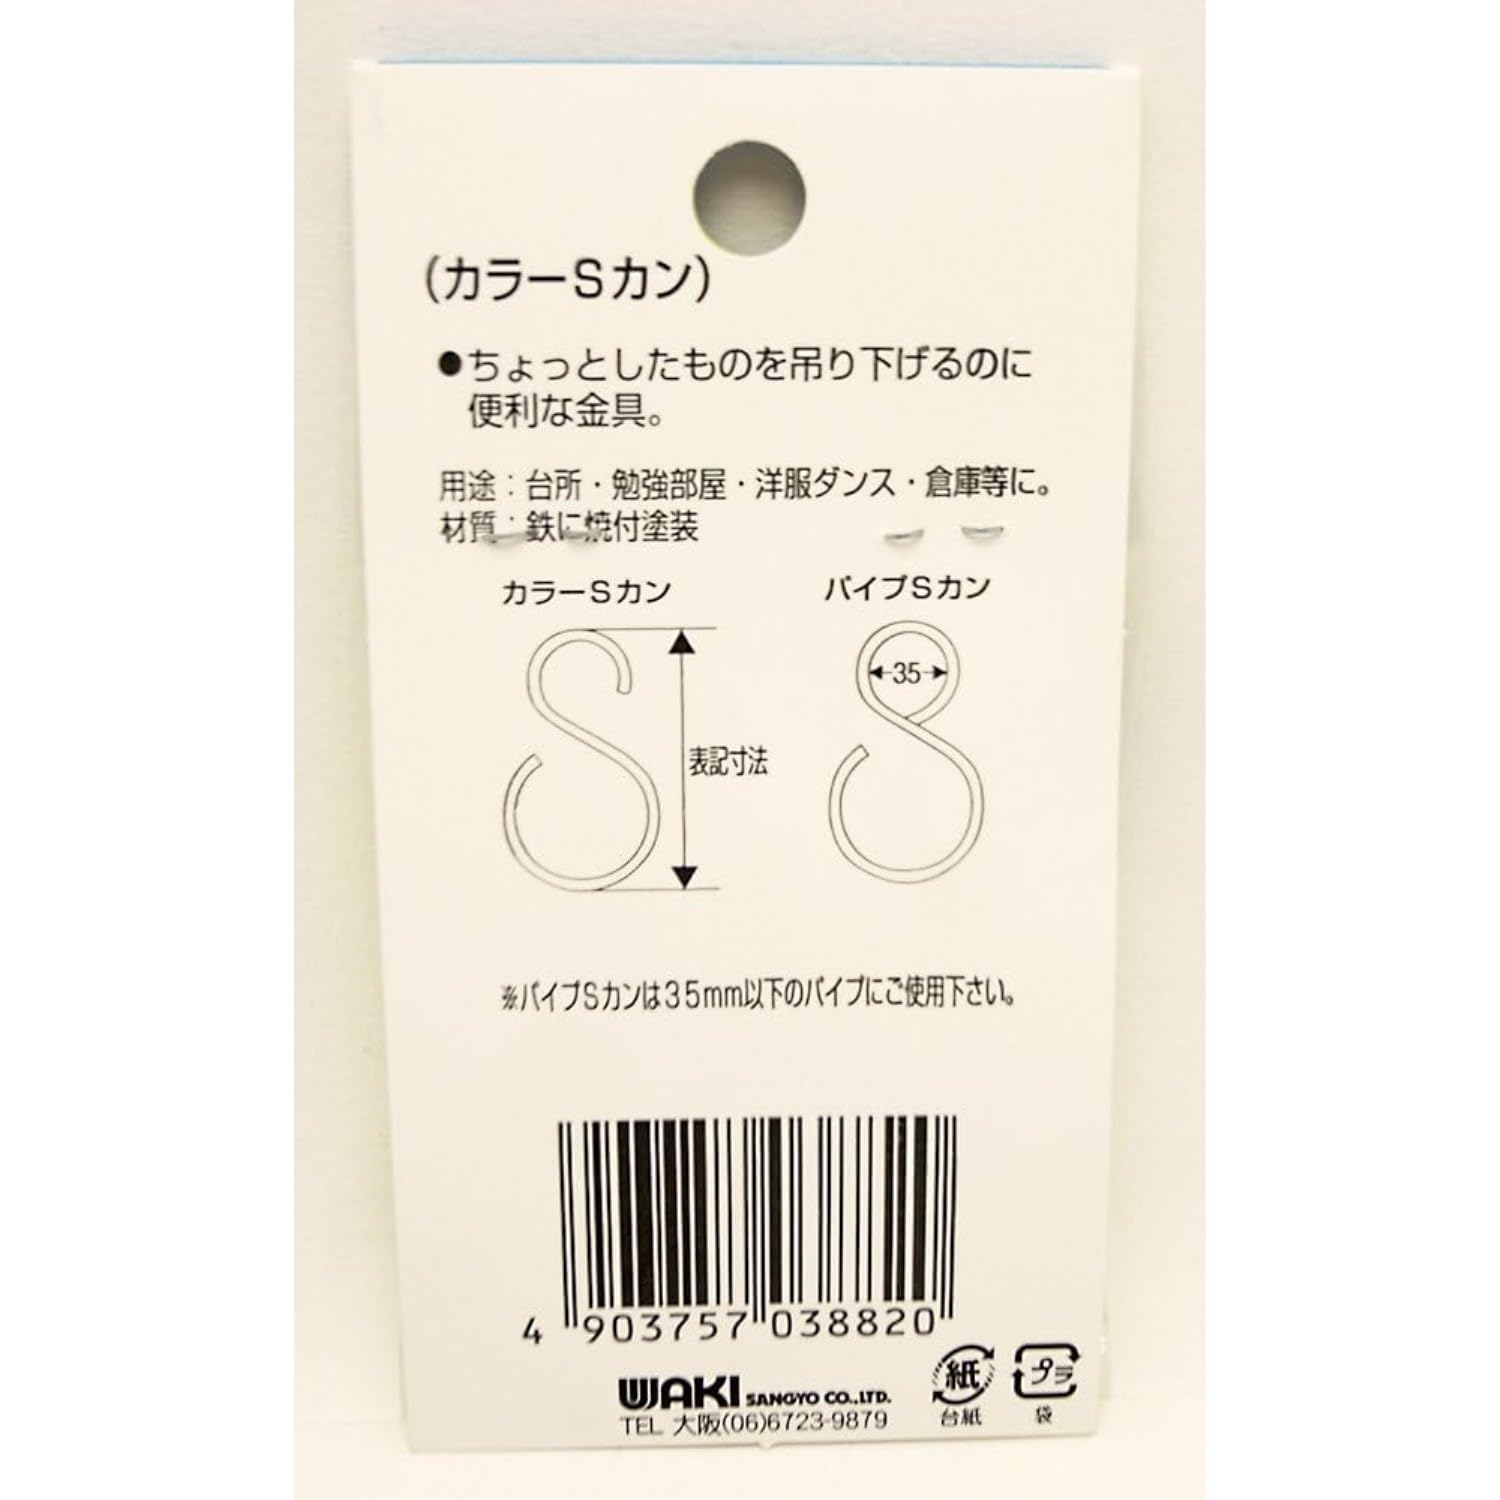 (カラーSカン)
●ちょっとしたものを吊り下げるのに
便利な金具。
用途：台所・勉強部屋・洋服ダンス・倉庫等に。
材質：鉄に焼付塗装
カラーSカン
パイプSカン
35
表記寸法
※パイプSカンは35mm以下のパイプにご使用下さい。
4 903757 038820
WAKI SANGYO CO.,LTD.
TEL 大阪(06)6723-9879
紙
台紙
プラ
袋